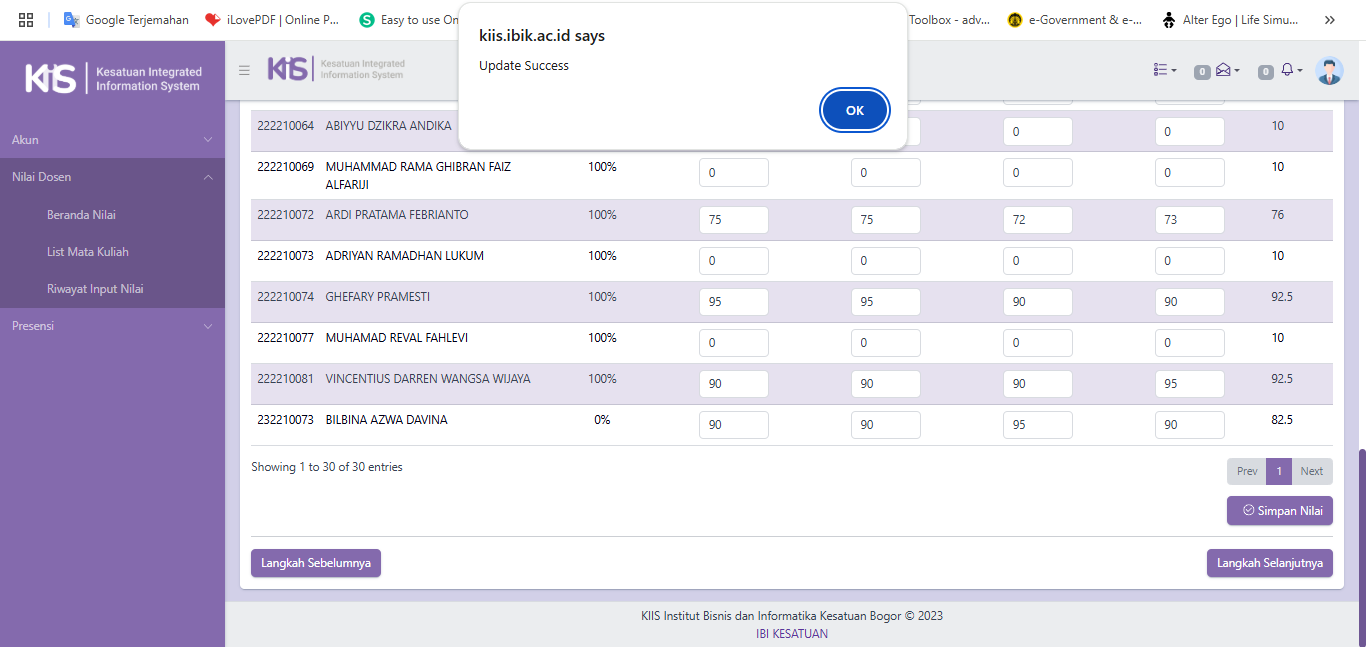 Google Terjemahan
iLovePDF | Online P...
Easy to use On
Toolbox - adv...
e-Government & e-...
Alter Ego | Life Simu...
kiis.ibik.ac.id says
Update Success
OK
KIIS
Kesatuan Integrated
Information System
KIIS
Kesatuan Integrated
Information System
0
0
Akun
Nilai Dosen
Beranda Nilai
List Mata Kuliah
Riwayat Input Nilai
Presensi
222210064 ABIYYU DZIKRA ANDIKA 0 0 10
222210069 MUHAMMAD RAMA GHIBRAN FAIZ 100% 0 0 0 0 10
ALFARIJI
222210072 ARDI PRATAMA FEBRIANTO 100% 75 75 72 73 76
222210073 ADRIYAN RAMADHAN LUKUM 100% 0 0 0 0 10
222210074 GHEFARY PRAMESTI 100% 95 95 90 90 92.5
222210077 MUHAMAD REVAL FAHLEVI 100% 0 0 0 0 10
222210081 VINCENTIUS DARREN WANGSA WIJAYA 100% 90 90 90 95 92.5
232210073 BILBINA AZWA DAVINA 0% 90 90 95 90 82.5
Showing 1 to 30 of 30 entries
Prev 1 Next
Simpan Nilai
Langkah Sebelumnya
Langkah Selanjutnya
KIIS Institut Bisnis dan Informatika Kesatuan Bogor © 2023
IBI KESATUAN